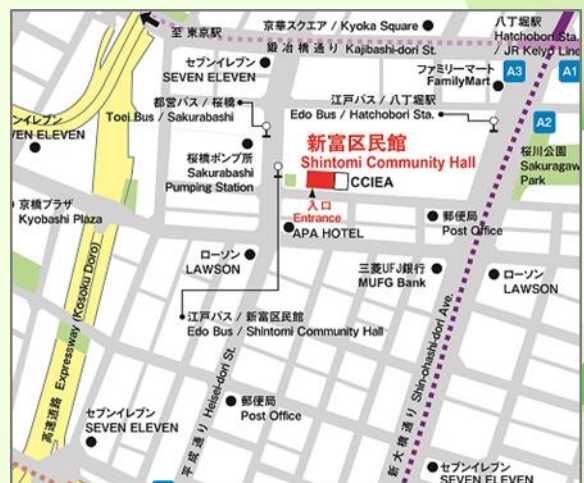 京華スクエア / Kyoka Square
八丁堀駅
Hatchobori Sta.
/ JR Keiyo Line
至 東京駅
鍛冶橋通り Kajibashi-dori St.
セブンイレブン
SEVEN ELEVEN
ファミリーマート
FamilyMart
A3
A1
都営バス / 桜橋
Toei Bus / Sakurabashi
江戸バス / 八丁堀駅
Edo Bus / Hatchobori Sta.
A2
イレブン
EN ELEVEN
桜橋ポンプ所
Sakurabashi
Pumping Station
新富区民館
Shintomi Community Hall
CCIEA
桜川公園
Sakuragaw
Park
入口
Entrance
京橋プラザ
Kyobashi Plaza
APA HOTEL
郵便局
Post Office
ローソン
LAWSON
三菱UFJ銀行
MUFG Bank
ローソン
LAWSON
江戸バス / 新富区民館
Edo Bus / Shintomi Community Hall
高速道路 Expressway (Kosoku Doro)
平成通り Heisei-dori St.
新大橋通り Shin-ohashi-dori Ave.
郵便局
Post Office
セブンイレブン
SEVEN ELEVEN
セブンイレブン
SEVEN ELEVEN